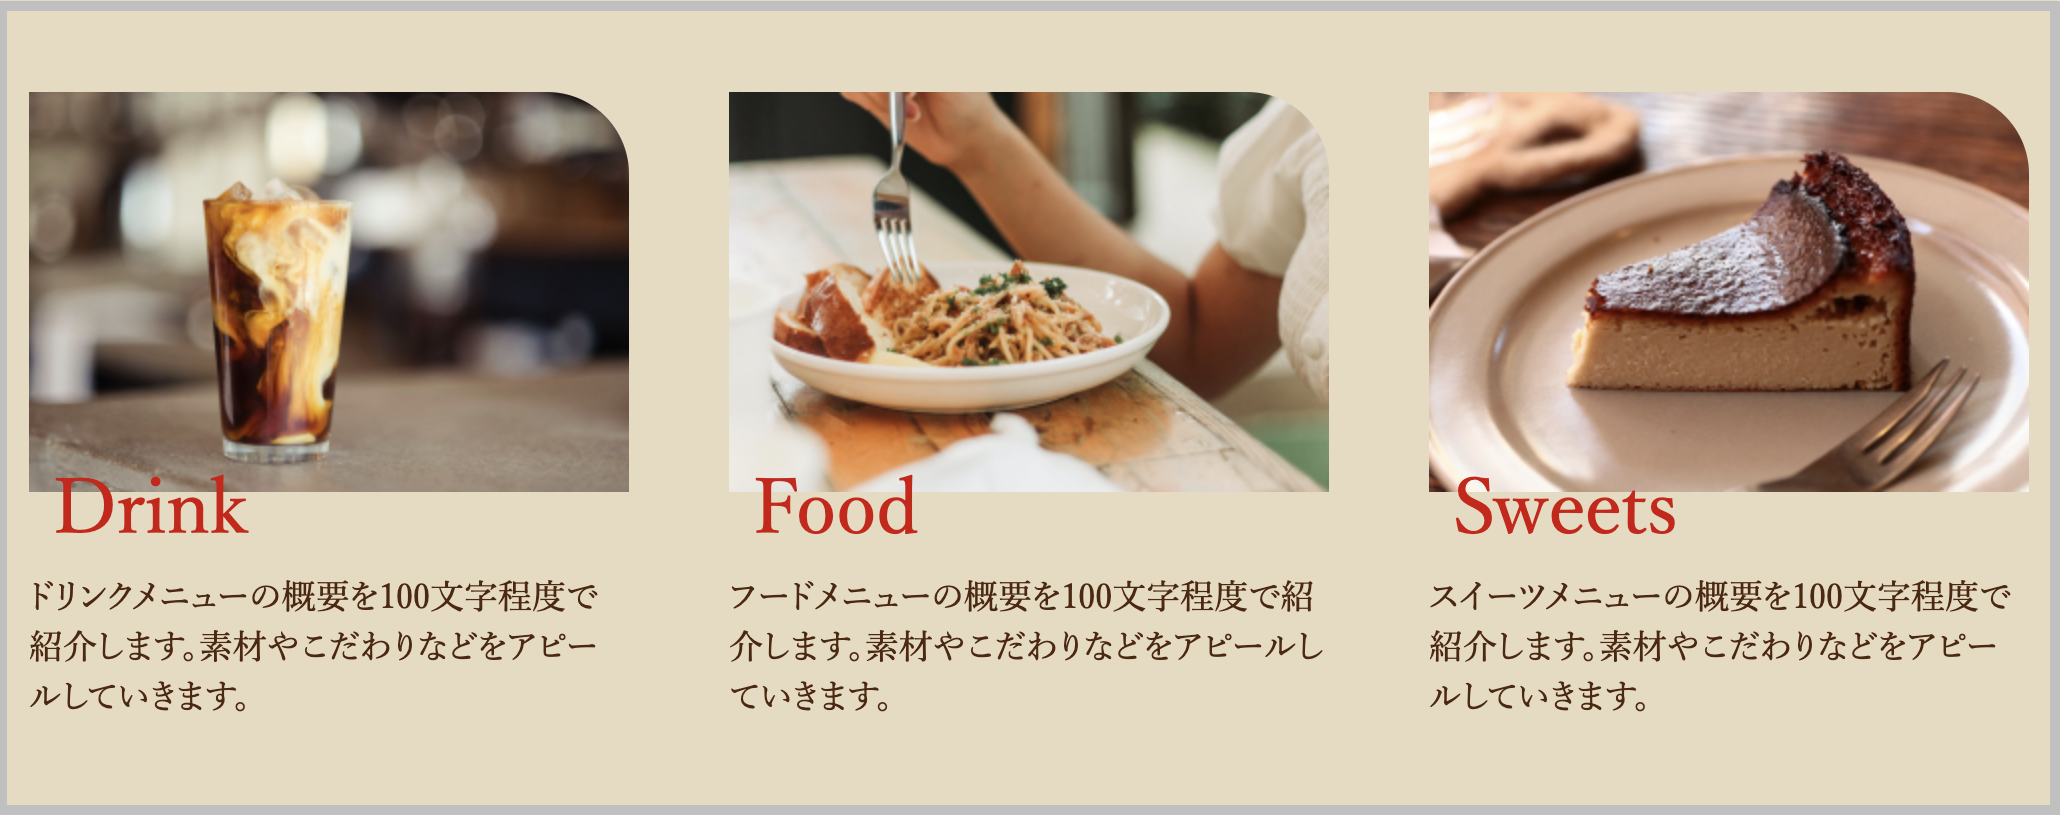 Drink
ドリンクメニューの概要を100文字程度で
紹介します。素材やこだわりなどをアピー
ルしていきます。
Food
フードメニューの概要を100文字程度で紹
介します。素材やこだわりなどをアピールし
ていきます。
Sweets
スイーツメニューの概要を100文字程度で
紹介します。素材やこだわりなどをアピー
ルしていきます。